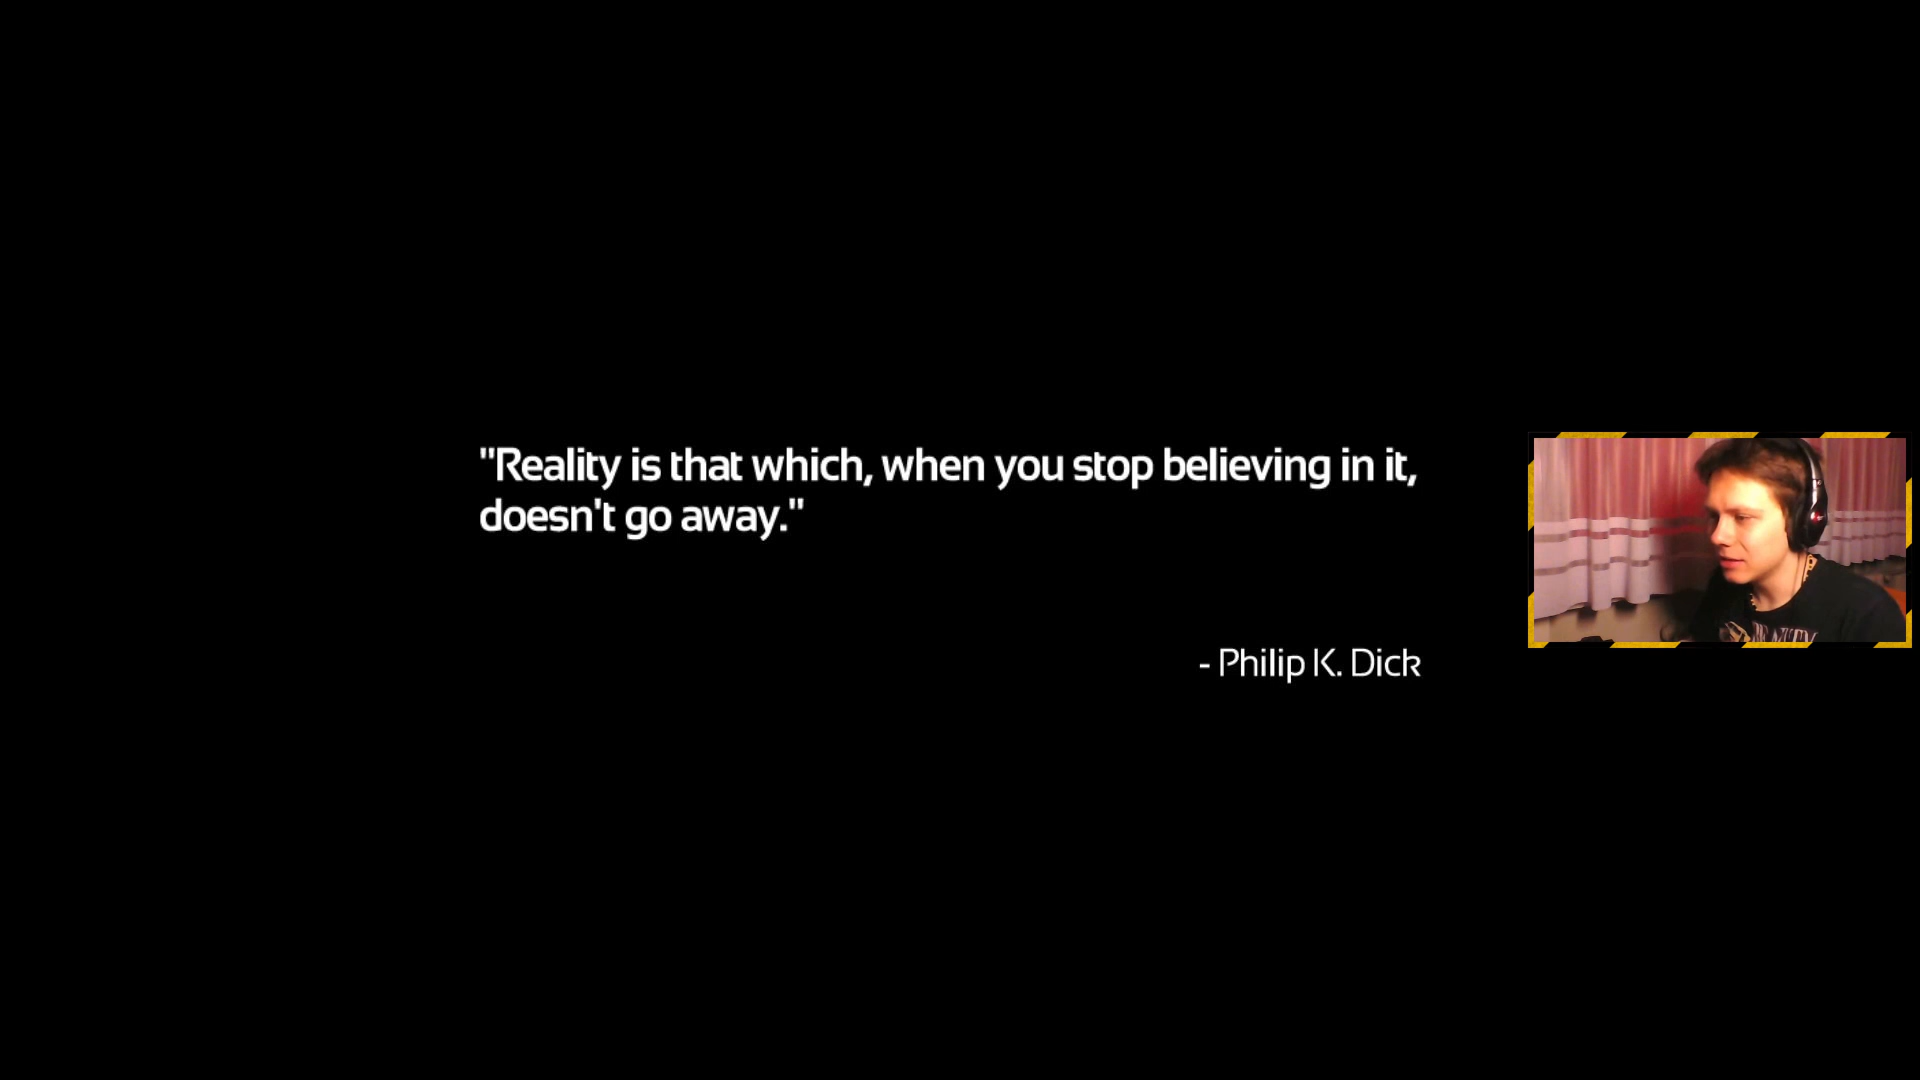 "Reality is that which, when you stop believing in it,
doesn't go away."
- Philip K. Dick